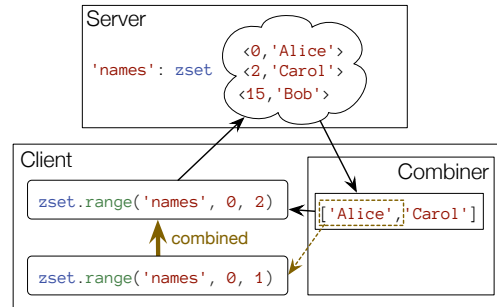 Server
<0,'Alice'>
'names': zset <2,'Carol'>
<15,'Bob'>
Client
Combiner
zset.range('names', 0, 2)
['Alice','Carol']
combined
zset.range('names', 0, 1)